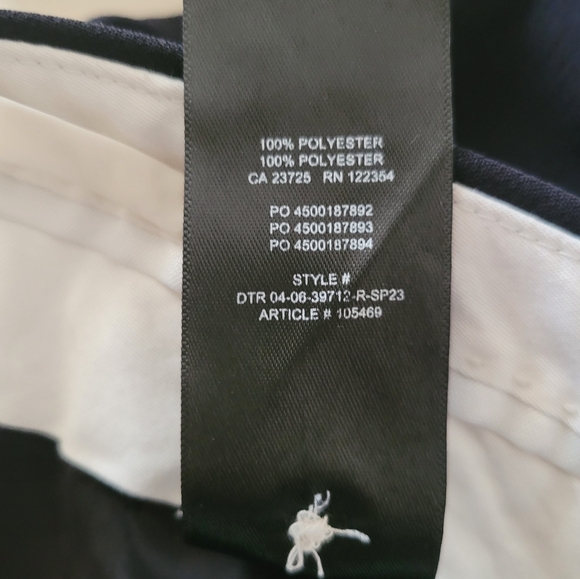 100% POLYESTER
100% POLYESTER
CA 23725 RN 122354
PO 4500187892
PO 4500187893
PO 4500187894
STYLE #
DTR 04-06-39712-R-SP23
ARTICLE # 105469